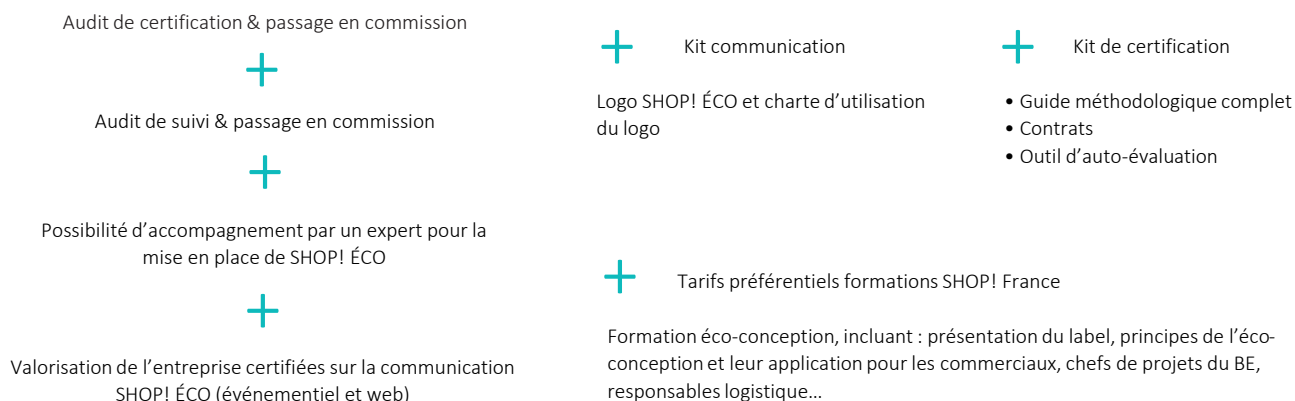 Audit de certification & passage en commission
Audit de suivi & passage en commission
Possibilité d’accompagnement par un expert pour la
mise en place de SHOP! ÉCO
Valorisation de l’entreprise certifiées sur la communication
SHOP! ÉCO (événementiel et web)
Kit communication
Logo SHOP! ÉCO et charte d’utilisation
du logo
Kit de certification
• Guide méthodologique complet
• Contrats
• Outil d’auto-évaluation
Tarifs préférentiels formations SHOP! France
Formation éco-conception, incluant : présentation du label, principes de l’éco-
conception et leur application pour les commerciaux, chefs de projets du BE,
responsables logistique…